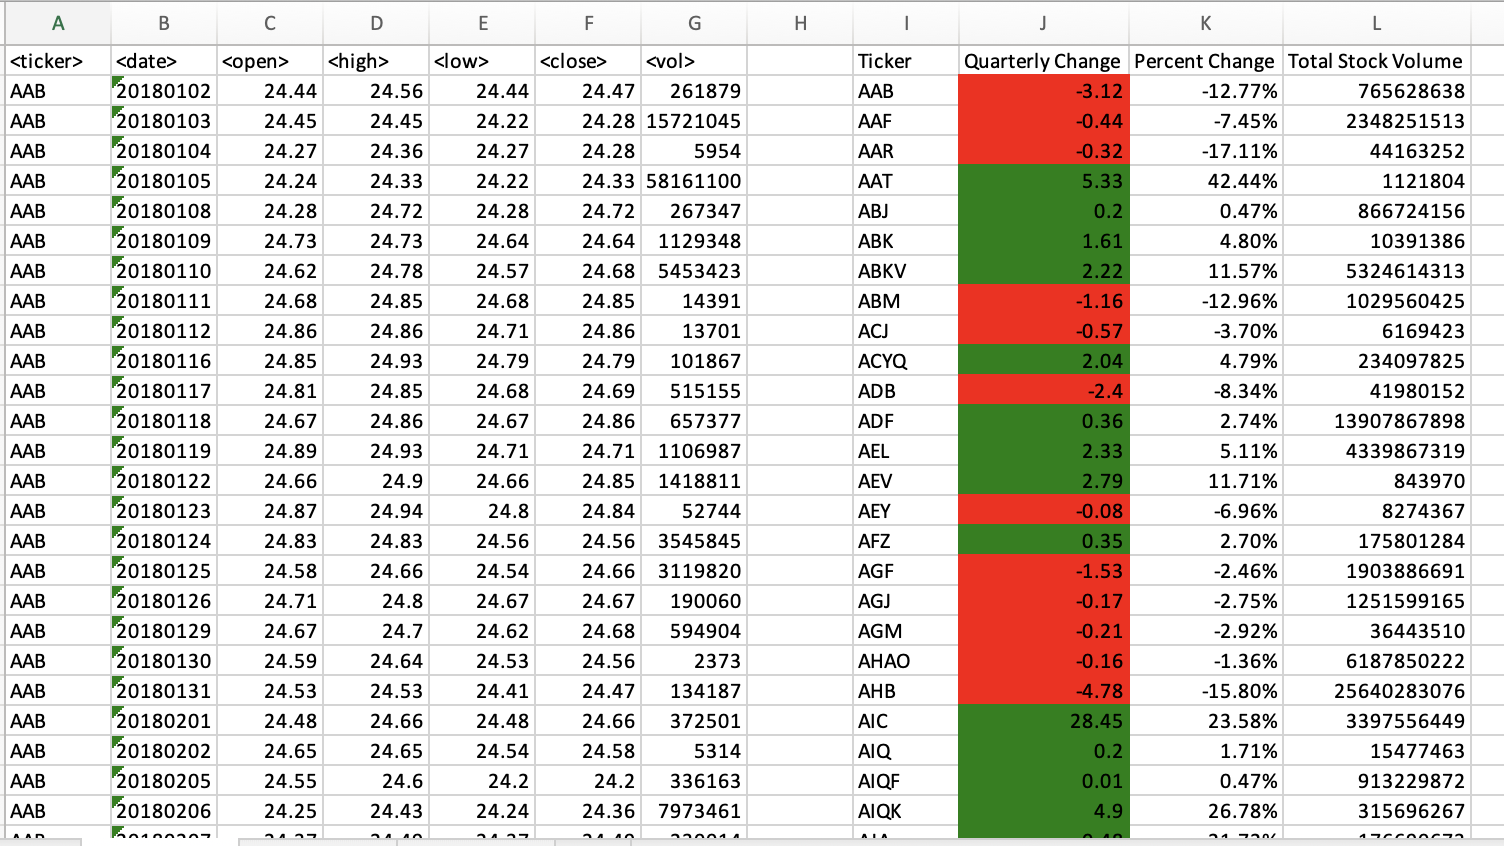 A B C D E F G H I J K L
<ticker> <date> <open> <high> <low> <close> <vol> Ticker Quarterly Change Percent Change Total Stock Volume
AAB 20180102 24.44 24.56 24.44 24.47 261879 AAB -3.12 -12.77% 765628638
AAB 20180103 24.45 24.45 24.22 24.28 15721045 AAF -0.44 -7.45% 2348251513
AAB 20180104 24.27 24.36 24.27 24.28 5954 AAR -0.32 -17.11% 44163252
AAB 20180105 24.24 24.33 24.22 24.33 58161100 AAT 5.33 42.44% 1121804
AAB 20180108 24.28 24.72 24.28 24.72 267347 ABJ 0.2 0.47% 866724156
AAB 20180109 24.73 24.73 24.64 24.64 1129348 ABK 1.61 4.80% 10391386
AAB 20180110 24.62 24.78 24.57 24.68 5453423 ABKV 2.22 11.57% 5324614313
AAB 20180111 24.68 24.85 24.68 24.85 14391 ABM -1.16 -12.96% 1029560425
AAB 20180112 24.86 24.86 24.71 24.86 13701 ACJ -0.57 -3.70% 6169423
AAB 20180116 24.85 24.93 24.79 24.79 101867 ACYQ 2.04 4.79% 234097825
AAB 20180117 24.81 24.85 24.68 24.69 515155 ADB -2.4 -8.34% 41980152
AAB 20180118 24.67 24.86 24.67 24.86 657377 ADF 0.36 2.74% 13907867898
AAB 20180119 24.89 24.93 24.71 24.71 1106987 AEL 2.33 5.11% 4339867319
AAB 20180122 24.66 24.9 24.66 24.85 1418811 AEV 2.79 11.71% 843970
AAB 20180123 24.87 24.94 24.8 24.84 52744 AEY -0.08 -6.96% 8274367
AAB 20180124 24.83 24.83 24.56 24.56 3545845 AFZ 0.35 2.70% 175801284
AAB 20180125 24.58 24.66 24.54 24.66 3119820 AGF -1.53 -2.46% 1903886691
AAB 20180126 24.71 24.8 24.67 24.67 190060 AGJ -0.17 -2.75% 1251599165
AAB 20180129 24.67 24.7 24.62 24.68 594904 AGM -0.21 -2.92% 36443510
AAB 20180130 24.59 24.64 24.53 24.56 2373 AHAO -0.16 -1.36% 6187850222
AAB 20180131 24.53 24.53 24.41 24.47 134187 AHB -4.78 -15.80% 25640283076
AAB 20180201 24.48 24.66 24.48 24.66 372501 AIC 28.45 23.58% 3397556449
AAB 20180202 24.65 24.65 24.54 24.58 5314 AIQ 0.2 1.71% 15477463
AAB 20180205 24.55 24.6 24.2 24.2 336163 AIQF 0.01 0.47% 913229872
AAB 20180206 24.25 24.43 24.24 24.36 7973461 AIQK 4.9 26.78% 315696267